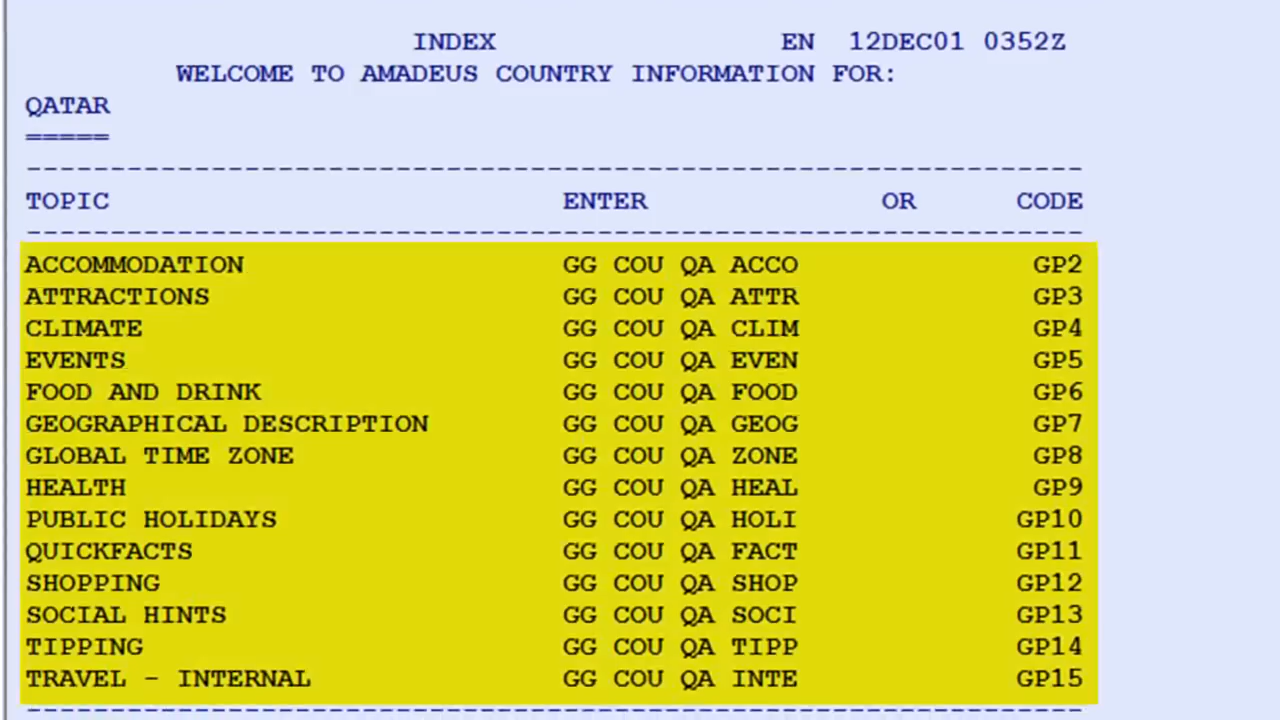 INDEX EN 12DEC01 0352Z
WELCOME TO AMADEUS COUNTRY INFORMATION FOR:
QATAR
=====
----------------------------------------------------------------
TOPIC ENTER OR CODE
----------------------------------------------------------------
ACCOMMODATION GG COU QA ACCO GP2
ATTRACTIONS GG COU QA ATTR GP3
CLIMATE GG COU QA CLIM GP4
EVENTS GG COU QA EVEN GP5
FOOD AND DRINK GG COU QA FOOD GP6
GEOGRAPHICAL DESCRIPTION GG COU QA GEOG GP7
GLOBAL TIME ZONE GG COU QA ZONE GP8
HEALTH GG COU QA HEAL GP9
PUBLIC HOLIDAYS GG COU QA HOLI GP10
QUICKFACTS GG COU QA FACT GP11
SHOPPING GG COU QA SHOP GP12
SOCIAL HINTS GG COU QA SOCI GP13
TIPPING GG COU QA TIPP GP14
TRAVEL - INTERNAL GG COU QA INTE GP15
----------------------------------------------------------------